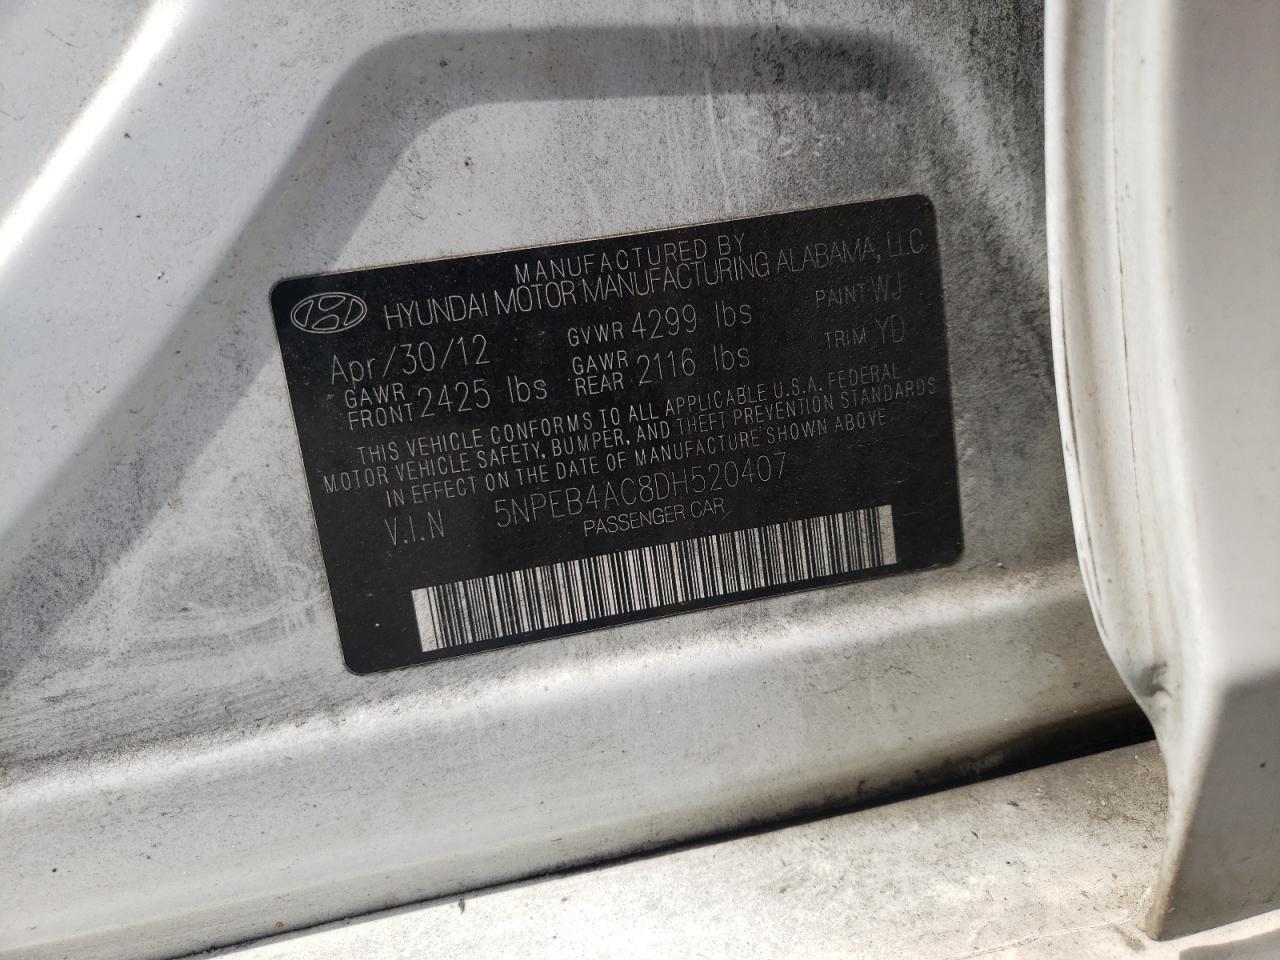 MANUFACTURED BY
HYUNDAI MOTOR MANUFACTURING ALABAMA, LLC
Apr/30/12 GVWR 4299 lbs PAINT WJ
GAWR FRONT 2425 lbs GAWR REAR 2116 lbs TRIM YD
THIS VEHICLE CONFORMS TO ALL APPLICABLE U.S.A. FEDERAL
MOTOR VEHICLE SAFETY, BUMPER, AND THEFT PREVENTION STANDARDS
IN EFFECT ON THE DATE OF MANUFACTURE SHOWN ABOVE
V.I.N 5NPEB4AC8DH520407
PASSENGER CAR